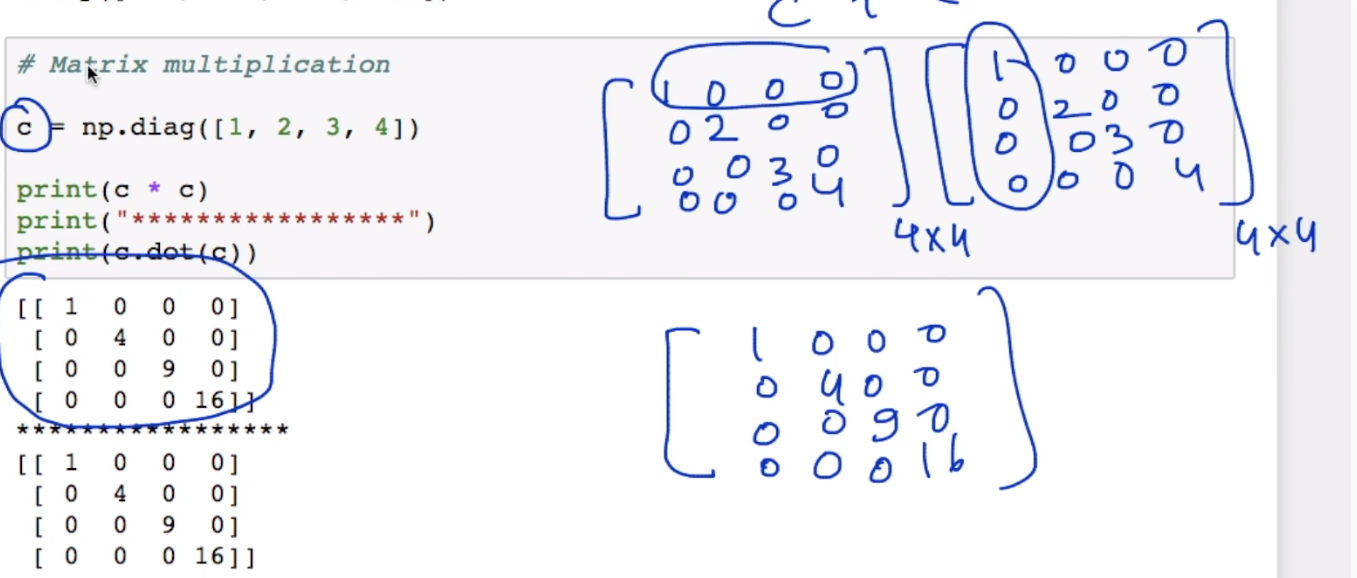 # Matrix multiplication
c = np.diag([1, 2, 3, 4])
print(c * c)
print("*****************")
print(c.dot(c))
[[ 1 0 0 0]
[ 0 4 0 0]
[ 0 0 9 0]
[ 0 0 0 16]]
*****************
[[ 1 0 0 0]
[ 0 4 0 0]
[ 0 0 9 0]
[ 0 0 0 16]]
[ 1 0 0 0 ] [ 1 0 0 0 ]
0 2 0 0 0 2 0 0
0 0 3 0 0 0 3 0
0 0 0 4 0 0 0 4
4x4 4x4
[ 1 0 0 0 ]
0 4 0 0
0 0 9 0
0 0 0 16